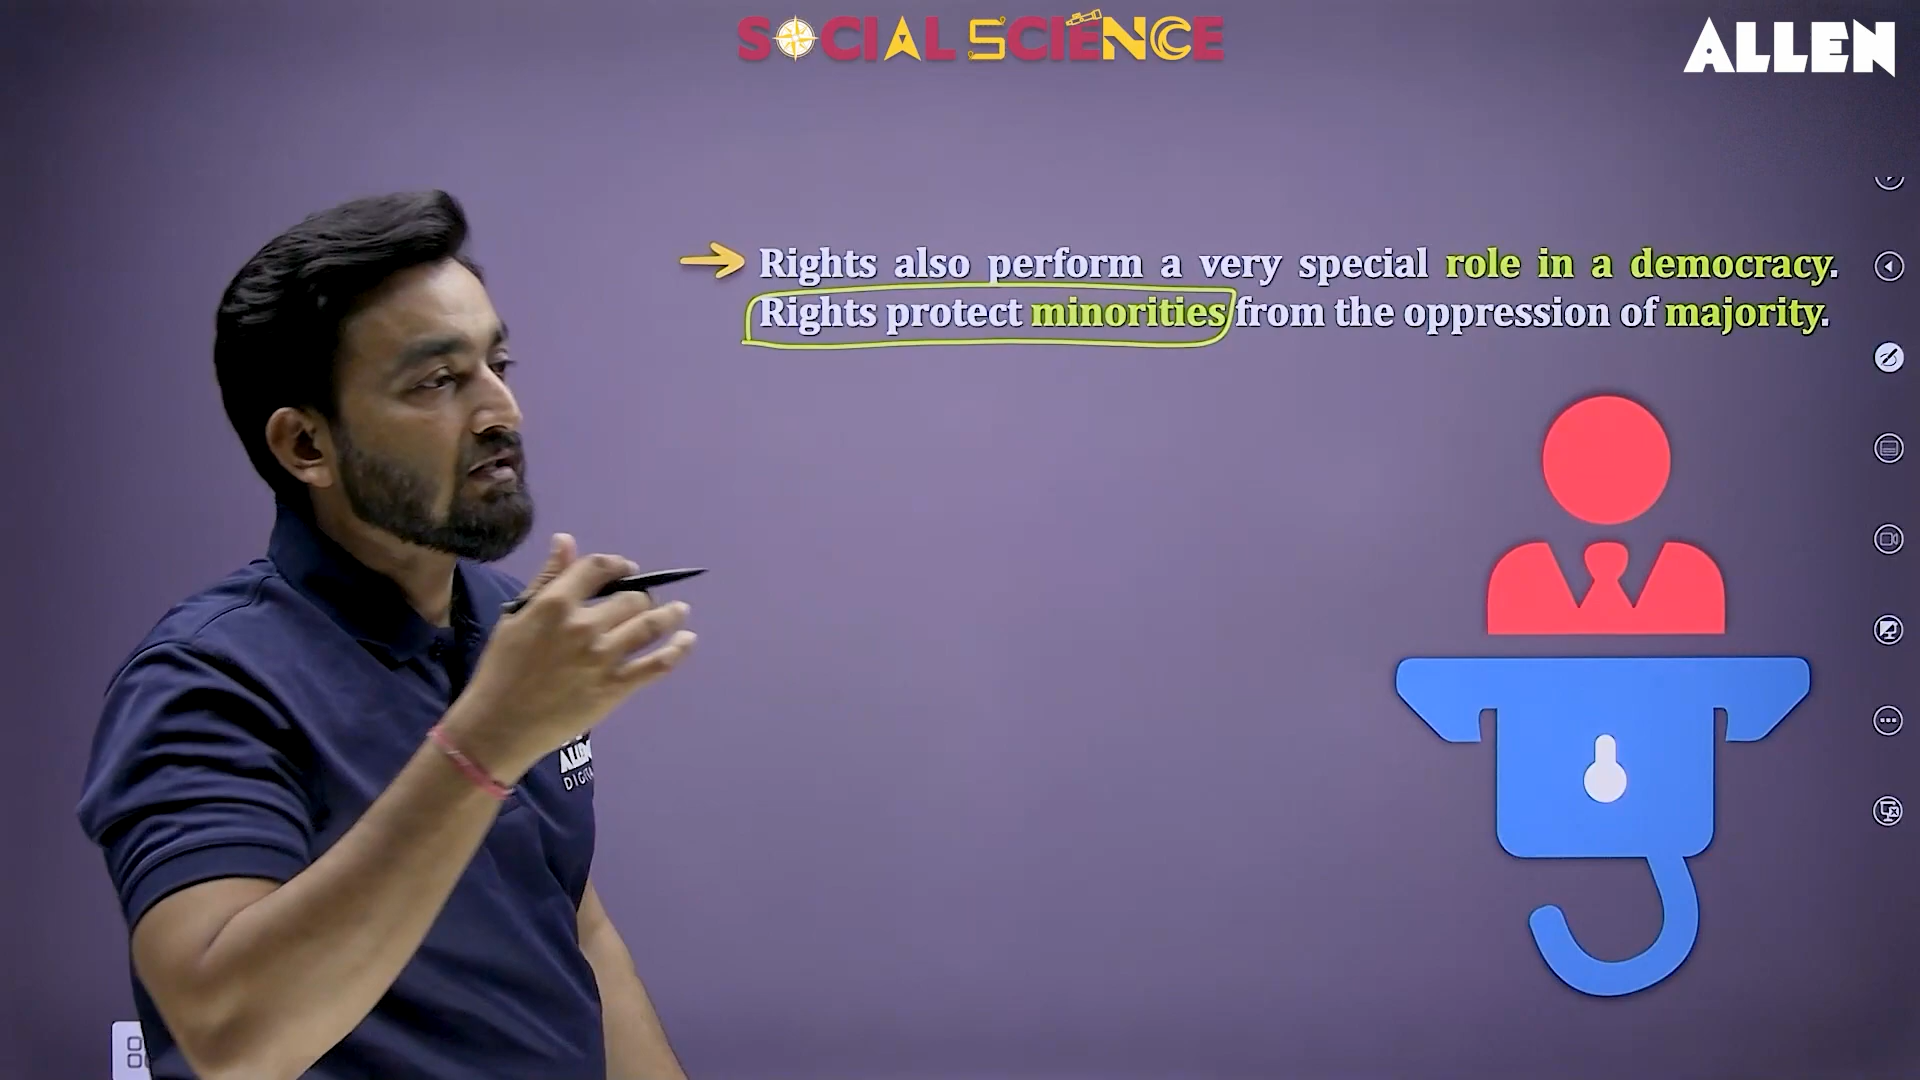 SOCIAL SCIENCE
ALLEN
Rights also perform a very special role in a democracy.
Rights protect minorities from the oppression of majority.